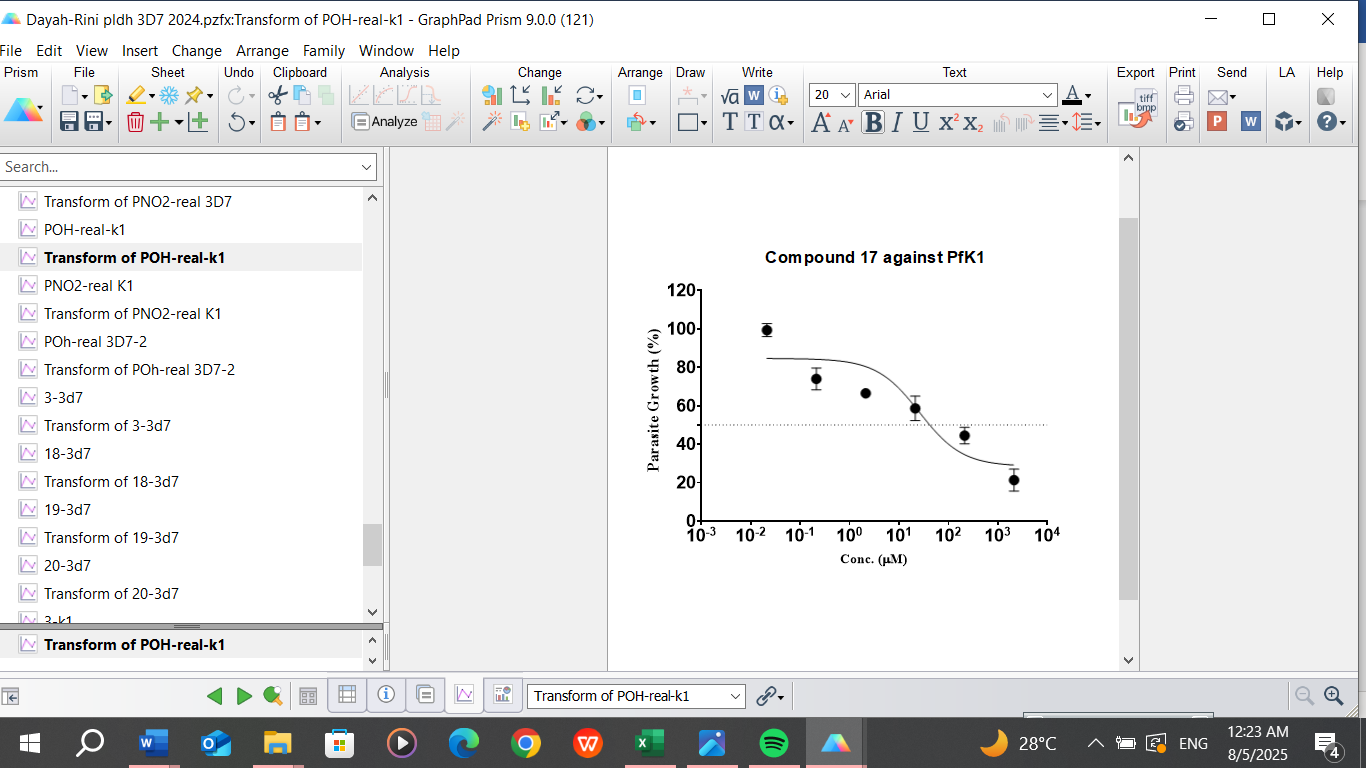 Dayah-Rini pldh 3D7 2024.pzfx:Transform of POH-real-k1 - GraphPad Prism 9.0.0 (121)
File Edit View Insert Change Arrange Family Window Help
Prism File Sheet Undo Clipboard Analysis Change Arrange Draw Write Text Export Print Send LA Help
20 Arial
Analyze
tiff
bmp
Search...
Transform of PNO2-real 3D7
POH-real-k1
Transform of POH-real-k1
PNO2-real K1
Transform of PNO2-real K1
POh-real 3D7-2
Transform of POh-real 3D7-2
3-3d7
Transform of 3-3d7
18-3d7
Transform of 18-3d7
19-3d7
Transform of 19-3d7
20-3d7
Transform of 20-3d7
3-k1
Transform of POH-real-k1
Compound 17 against PfK1
Parasite Growth (%)
120
100
80
60
40
20
0
10-3 10-2 10-1 100 101 102 103 104
Conc. (µM)
Transform of POH-real-k1
28°C
ENG
12:23 AM
8/5/2025
4